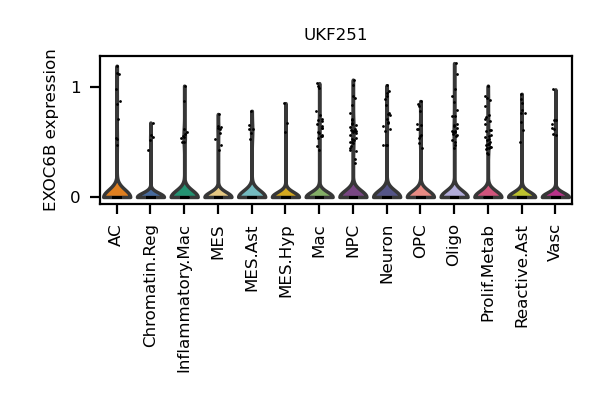 UKF251
EXOC6B expression
1
0
AC
Chromatin.Reg
Inflammatory.Mac
MES
MES.Ast
MES.Hyp
Mac
NPC
Neuron
OPC
Oligo
Prolif.Metab
Reactive.Ast
Vasc